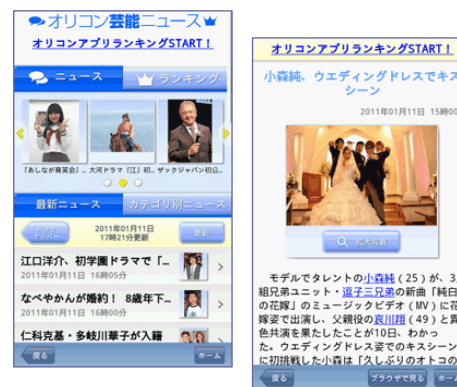 オリコン芸能ニュース
オリコンアプリランキングSTART！
ニュース
ランキング
「あしなが育英会」…
大河ドラマ『江』初…
ザックジャパン初公…
最新ニュース
カテゴリ別ニュース
2011年01月11日
17時21分更新
更新
江口洋介、初学園ドラマで「…
2011年01月11日 16時05分
なべやかんが婚約！ 8歳年下…
2011年01月11日 16時00分
仁科克基・多岐川華子が入籍
戻る
ホーム
オリコンアプリランキングSTART！
小森純、ウエディングドレスでキス
シーン
2011年01月11日 15時00
拡大写真
モデルでタレントの小森純（25）が、3
組兄弟ユニット・逗子三兄弟の新曲「純白
の花嫁」のミュージックビデオ（MV）に花
嫁姿で出演し、父親役の哀川翔（49）と異
色共演を果たしたことが10日、わかっ
た。ウエディングドレス姿でのキスシーン
に初挑戦した小森は「久しぶりのオトコの
戻る
ブラウザで見る
ホー